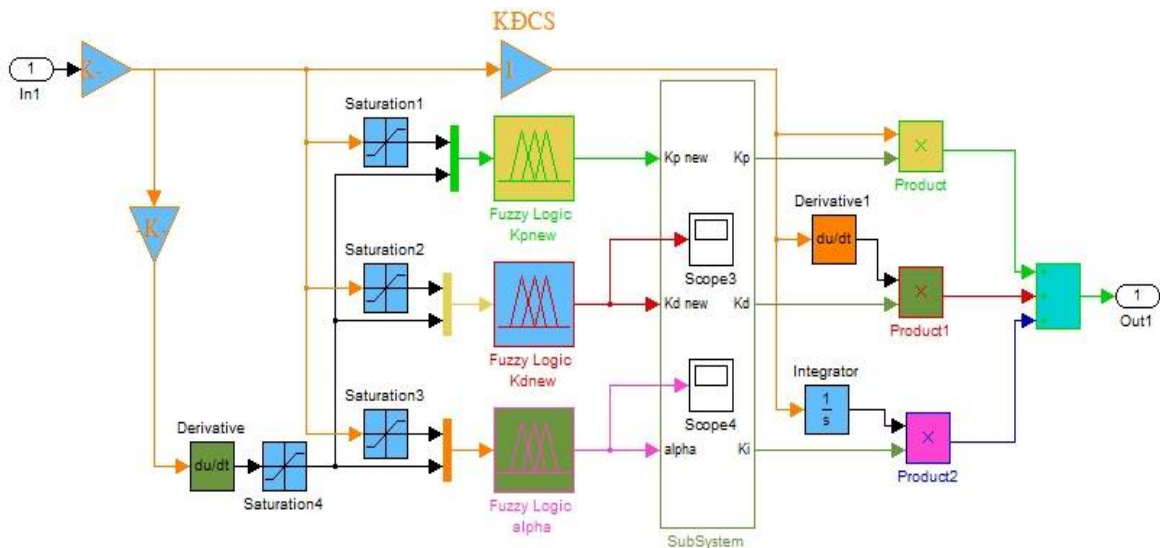 KĐCS
1
In1
K-
1
Saturation1
Kp new
Kp
Product
Fuzzy Logic
Kpnew
-K-
Derivative1
du/dt
Saturation2
Scope3
Kd new
Kd
Product1
1
Out1
Fuzzy Logic
Kdnew
Integrator
1
s
Saturation3
Scope4
Derivative
du/dt
Saturation4
alpha
Ki
Product2
Fuzzy Logic
alpha
SubSystem